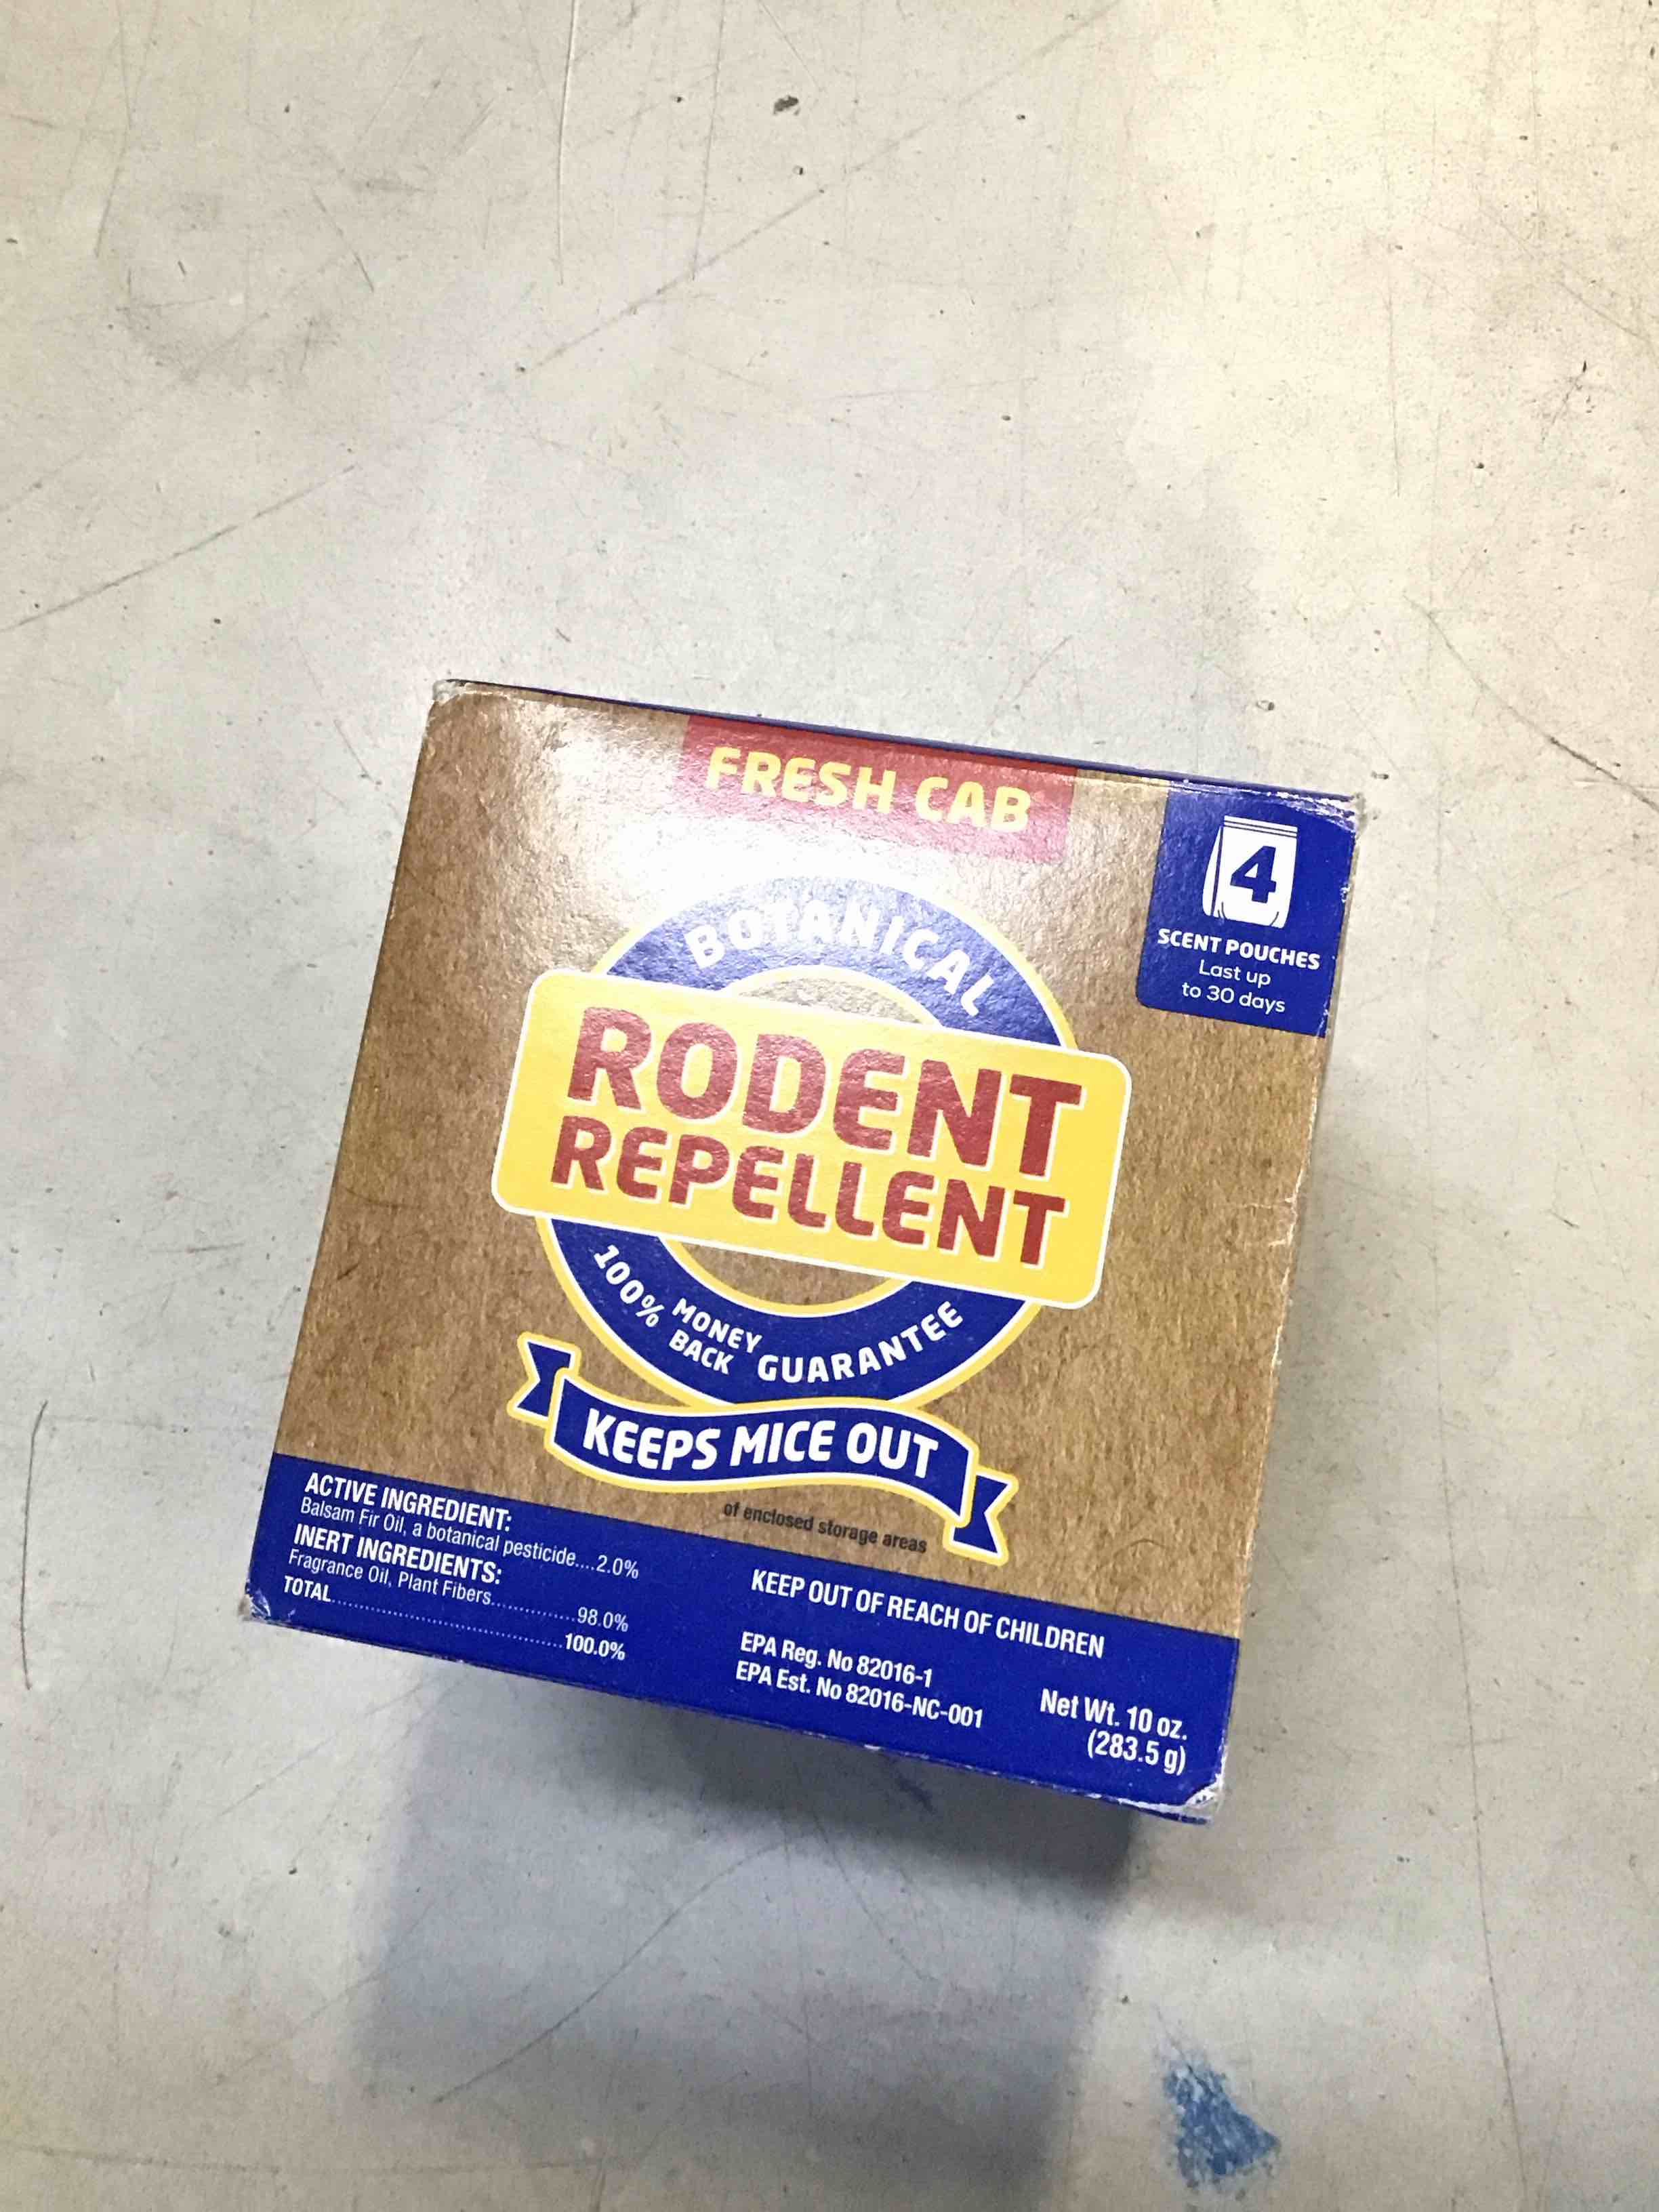 FRESH CAB
4
SCENT POUCHES
Last up
to 30 days
BOTANICAL
RODENT
REPELLENT
100% MONEY BACK GUARANTEE
KEEPS MICE OUT
of enclosed storage areas
ACTIVE INGREDIENT:
Balsam Fir Oil, a botanical pesticide....2.0%
INERT INGREDIENTS:
Fragrance Oil, Plant Fibers...............98.0%
TOTAL..........................................100.0%
KEEP OUT OF REACH OF CHILDREN
EPA Reg. No 82016-1
EPA Est. No 82016-NC-001
Net Wt. 10 oz.
(283.5 g)